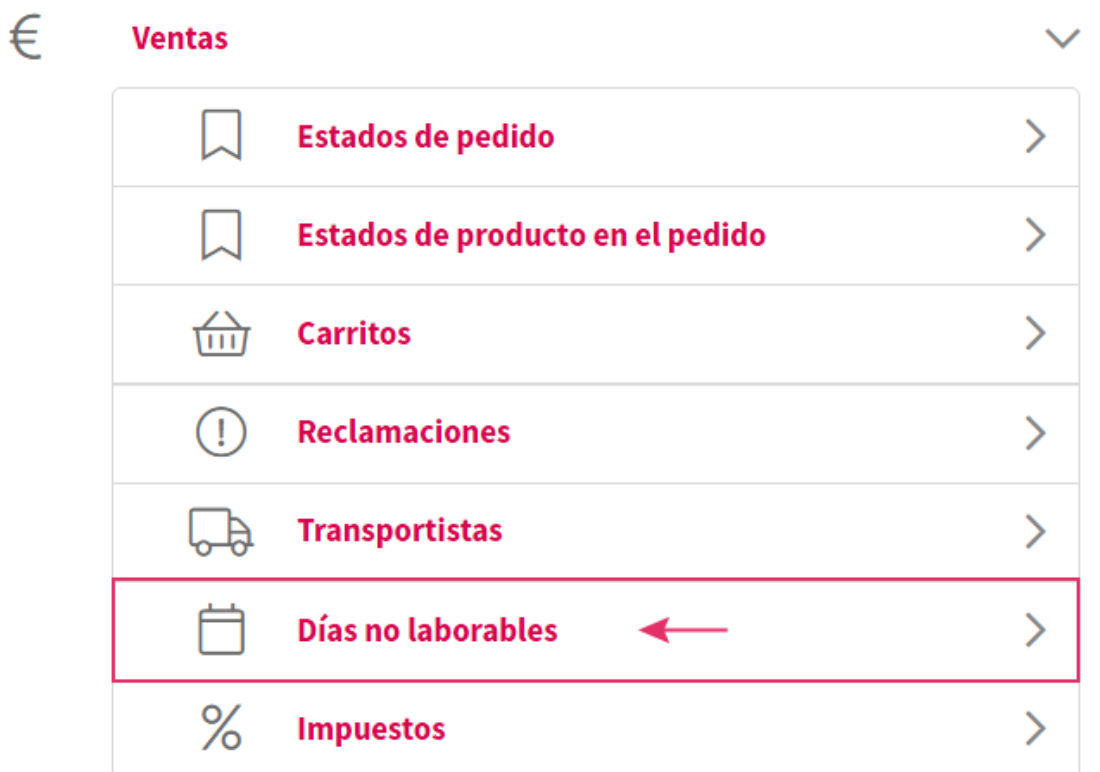 € Ventas
Estados de pedido
Estados de producto en el pedido
Carritos
Reclamaciones
Transportistas
Días no laborables
% Impuestos